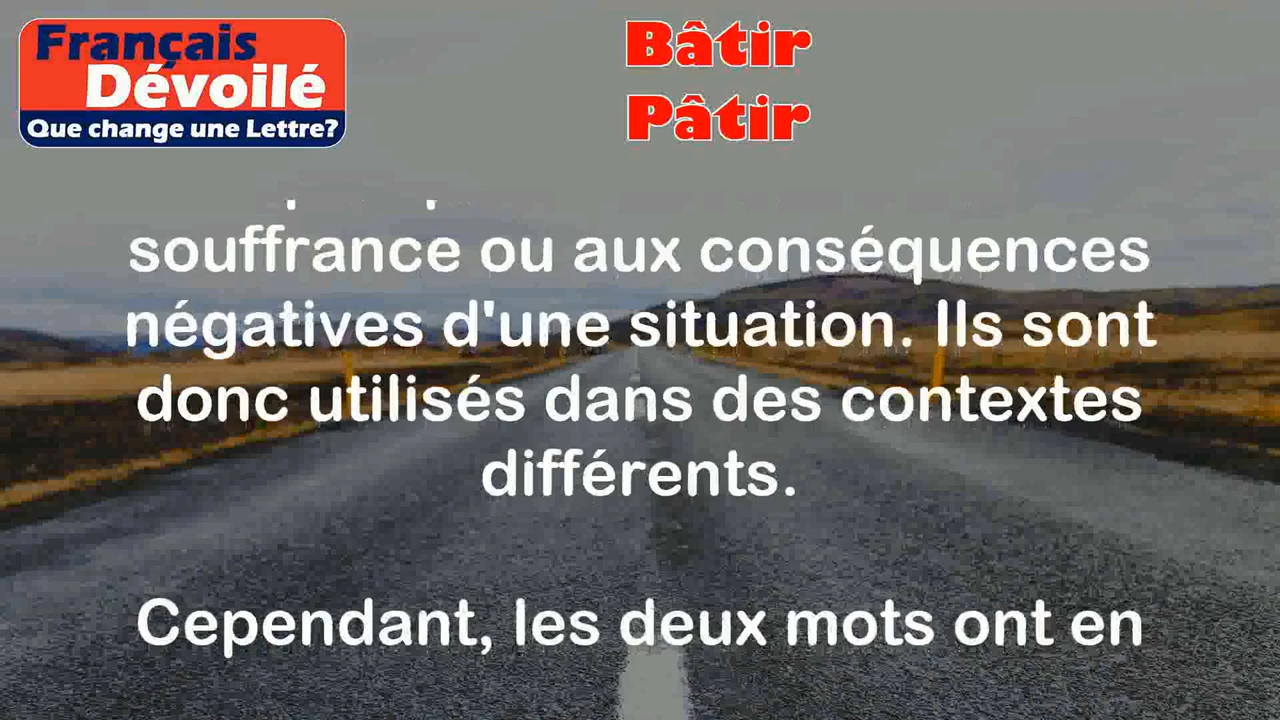 Français
Dévoilé
Que change une Lettre?
Bâtir
Pâtir
souffrance ou aux conséquences
négatives d'une situation. Ils sont
donc utilisés dans des contextes
différents.
Cependant, les deux mots ont en